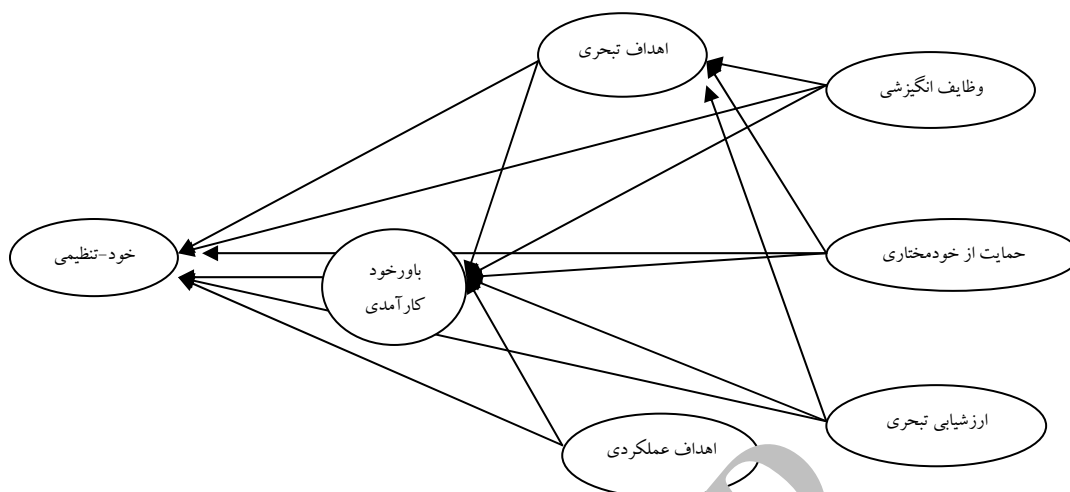 اهداف تبحری
وظایف انگیزشی
حمایت از خودمختاری
خود-تنظیمی
باورخود
کارآمدی
ارزشیابی تبحری
اهداف عملکردی